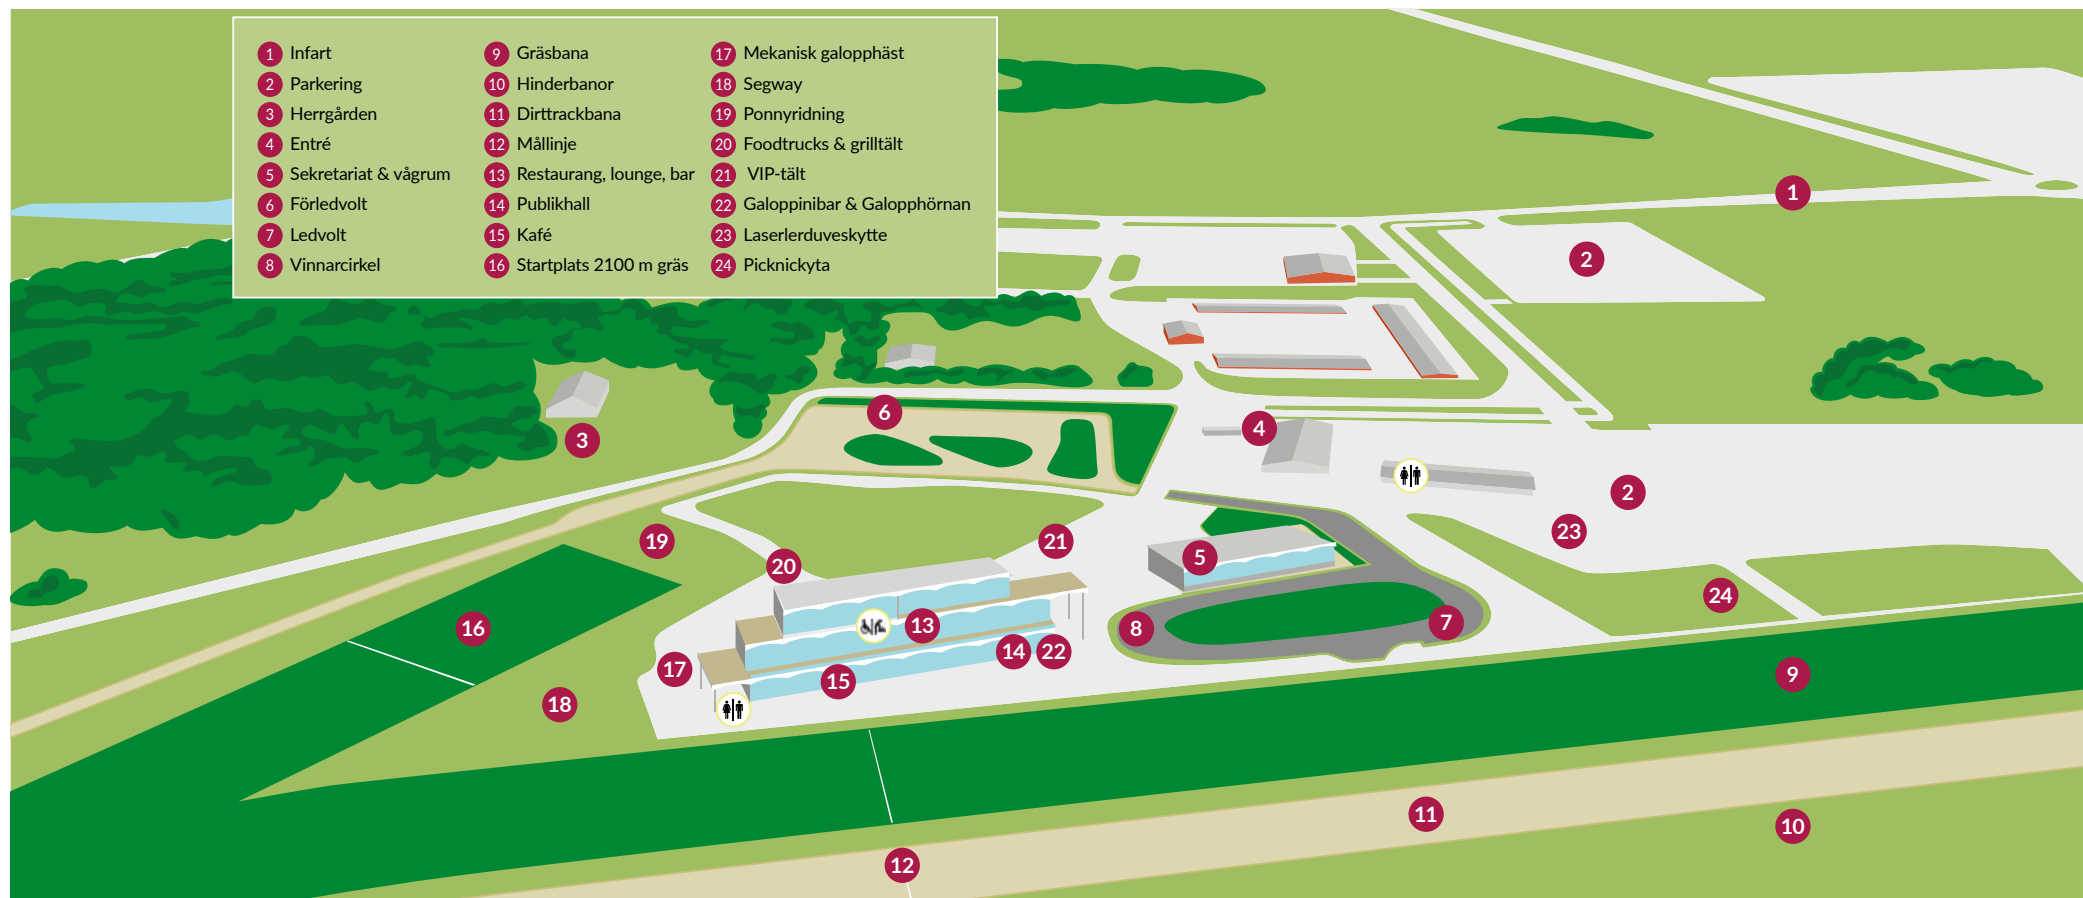 1 Infart
2 Parkering
3 Herrgården
4 Entré
5 Sekretariat & vågrum
6 Förledvolt
7 Ledvolt
8 Vinnarcirkel
9 Gräsbana
10 Hinderbanor
11 Dirttrackbana
12 Mållinje
13 Restaurang, lounge, bar
14 Publikhall
15 Kafé
16 Startplats 2100 m gräs
17 Mekanisk galopphäst
18 Segway
19 Ponnyridning
20 Foodtrucks & grilltält
21 VIP-tält
22 Galoppinibar & Galopphörnan
23 Laserlerduveskytte
24 Picknickyta
1
2
6
4
3
2
23
19
21
5
20
24
16
13
8
7
14
22
17
15
9
18
11
10
12